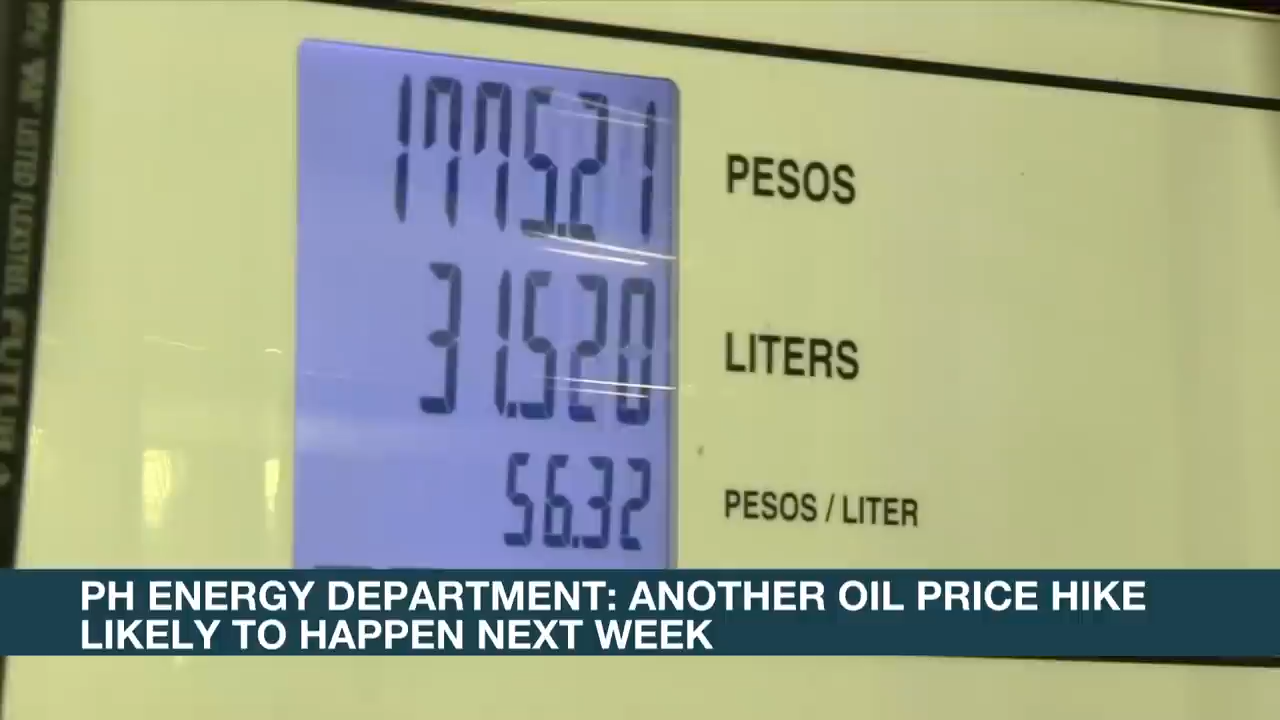 1775.21 PESOS
31.520 LITERS
56.32 PESOS / LITER
PH ENERGY DEPARTMENT: ANOTHER OIL PRICE HIKE
LIKELY TO HAPPEN NEXT WEEK